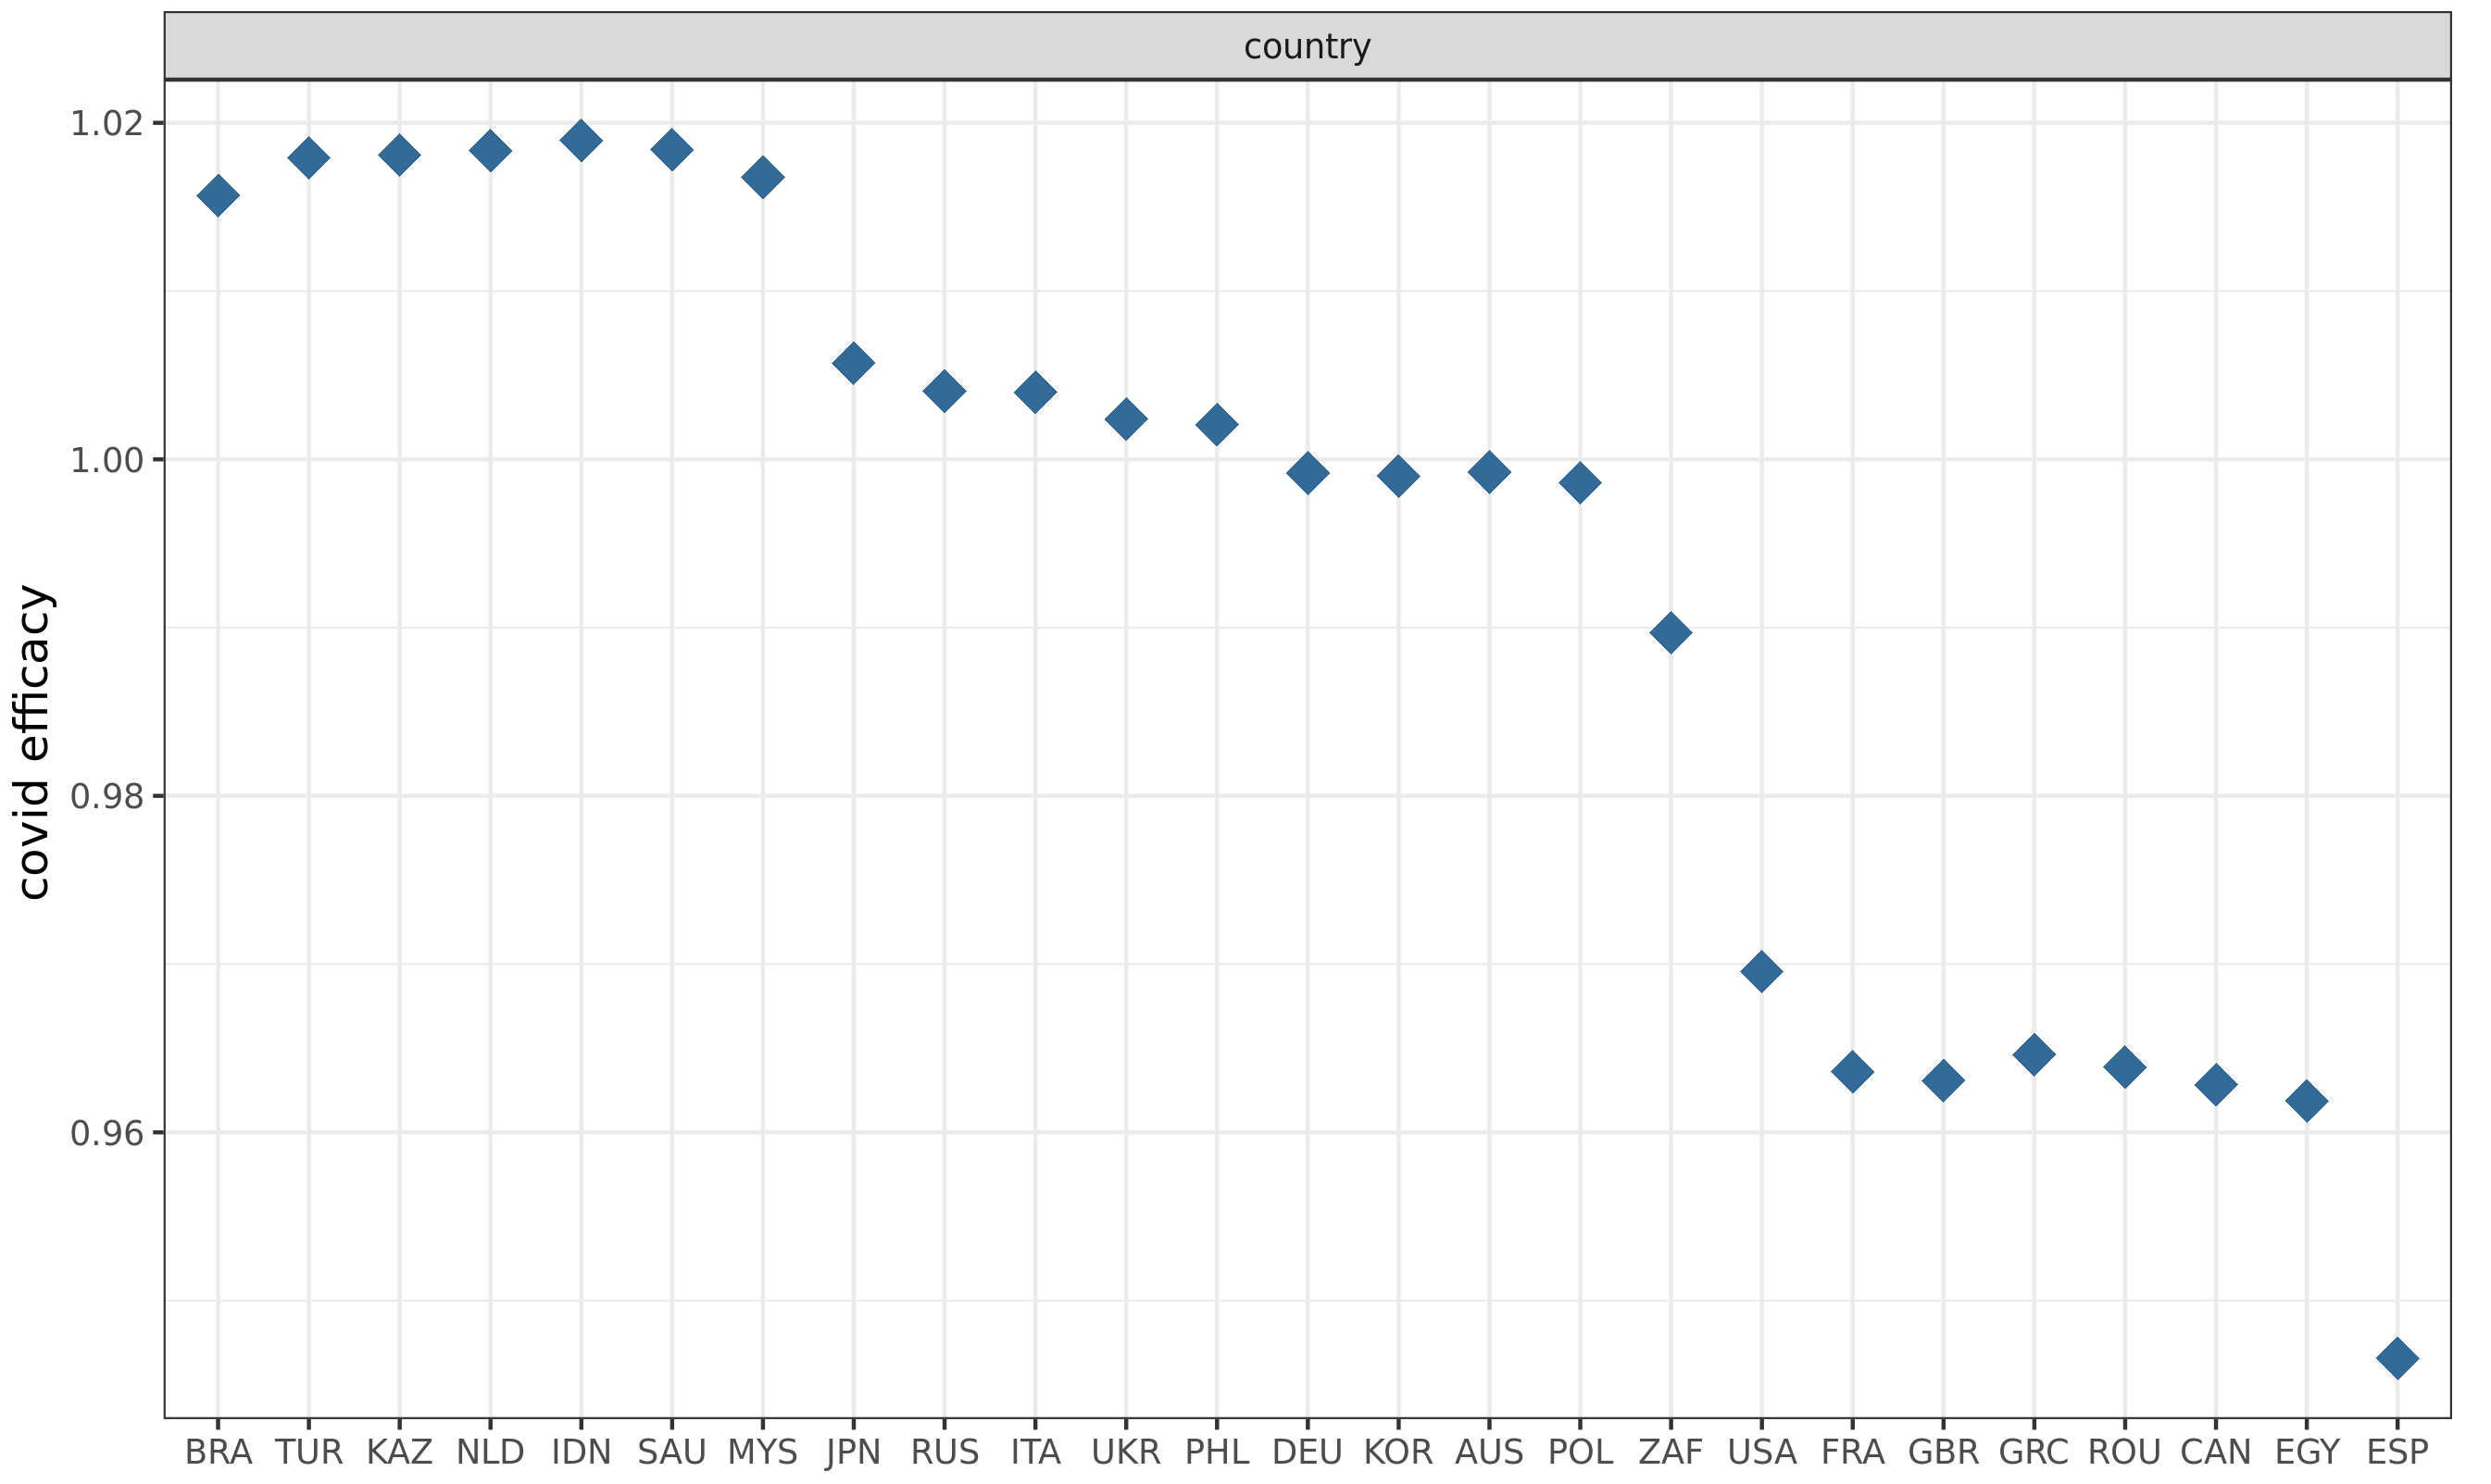 country
covid efficacy
1.02
1.00
0.98
0.96
BRA TUR KAZ NLD IDN SAU MYS JPN RUS ITA UKR PHL DEU KOR AUS POL ZAF USA FRA GBR GRC ROU CAN EGY ESP